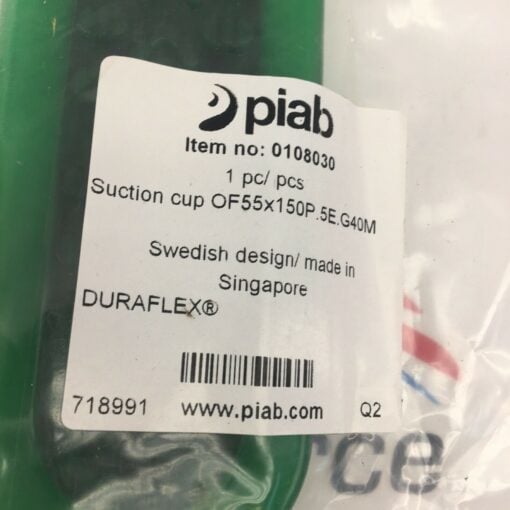 piab
Item no: 0108030
1 pc/ pcs
Suction cup OF55x150P.5E.G40M
Swedish design/ made in
Singapore
DURAFLEX®
718991 www.piab.com Q2
rce